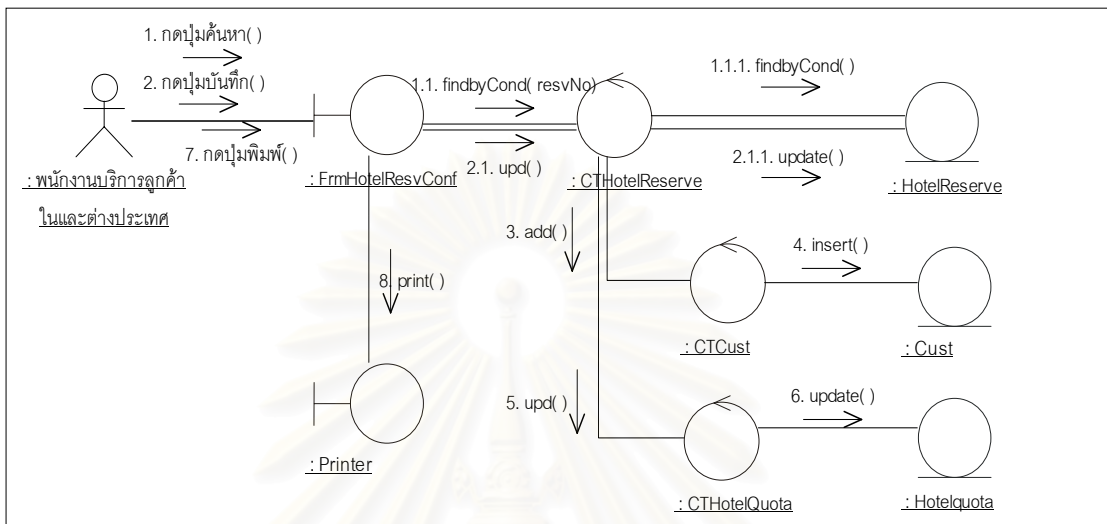 1. กดปุ่มค้นหา( )
2. กดปุ่มบันทึก( )
7. กดปุ่มพิมพ์( )
: พนักงานบริการลูกค้า
ในและต่างประเทศ
1.1. findbyCond( resvNo)
2.1. upd( )
: FrmHotelResvConf
: CTHotelReserve
1.1.1. findbyCond( )
2.1.1. update( )
: HotelReserve
3. add( )
4. insert( )
8. print( )
: CTCust
: Cust
5. upd( )
6. update( )
: Printer
: CTHotelQuota
: Hotelquota